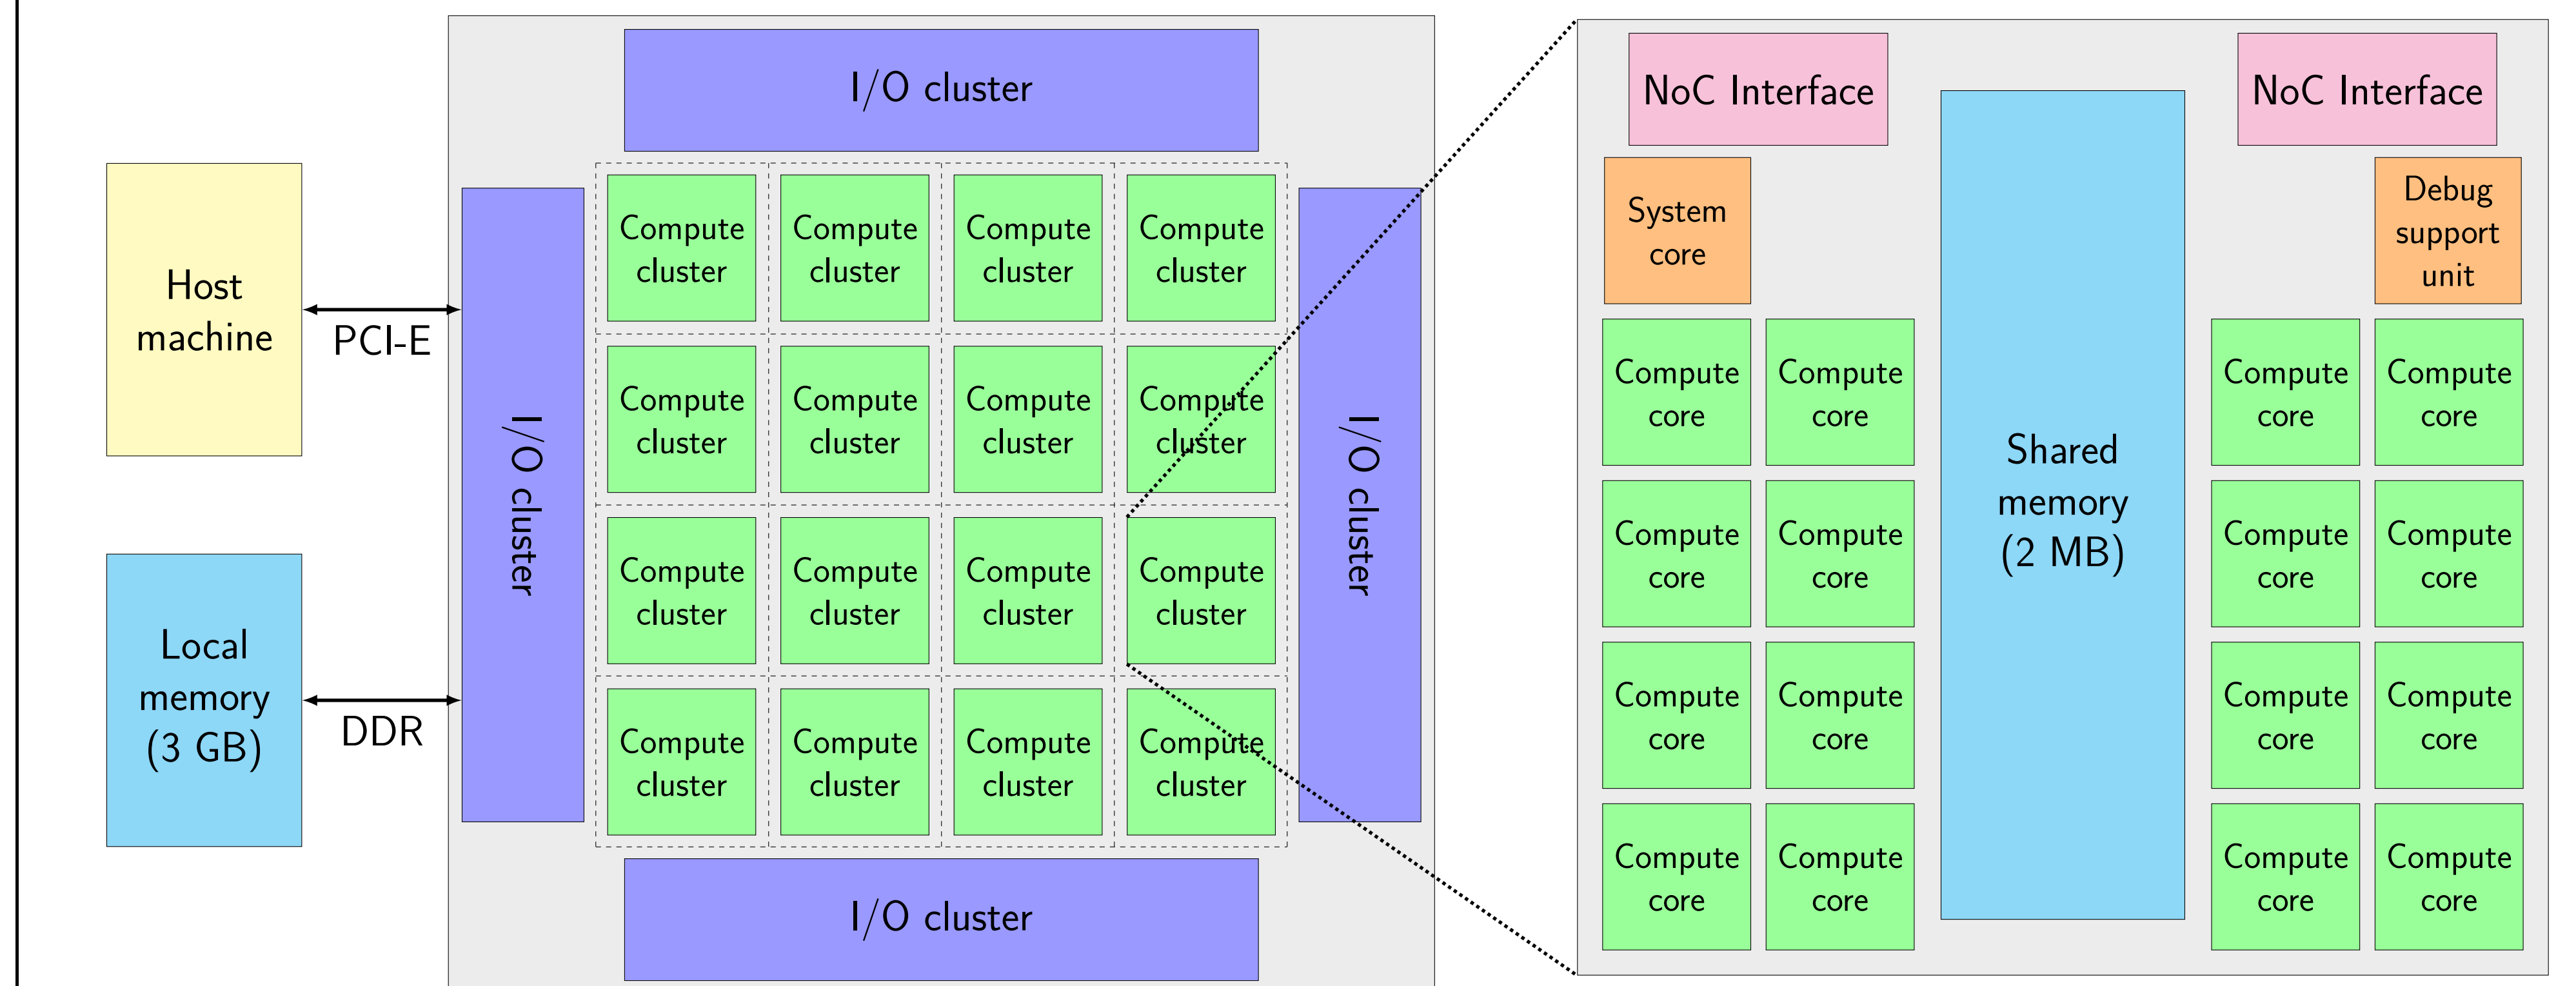 Host
machine
PCI-E
Local
memory
(3 GB)
DDR
I/O cluster
I/O cluster
Compute
cluster
Compute
cluster
Compute
cluster
Compute
cluster
Compute
cluster
Compute
cluster
Compute
cluster
Compute
cluster
Compute
cluster
Compute
cluster
Compute
cluster
Compute
cluster
Compute
cluster
Compute
cluster
Compute
cluster
Compute
cluster
I/O cluster
I/O cluster
NoC Interface
System
core
Compute
core
Compute
core
Compute
core
Compute
core
Compute
core
Compute
core
Compute
core
Compute
core
Shared
memory
(2 MB)
NoC Interface
Debug
support
unit
Compute
core
Compute
core
Compute
core
Compute
core
Compute
core
Compute
core
Compute
core
Compute
core